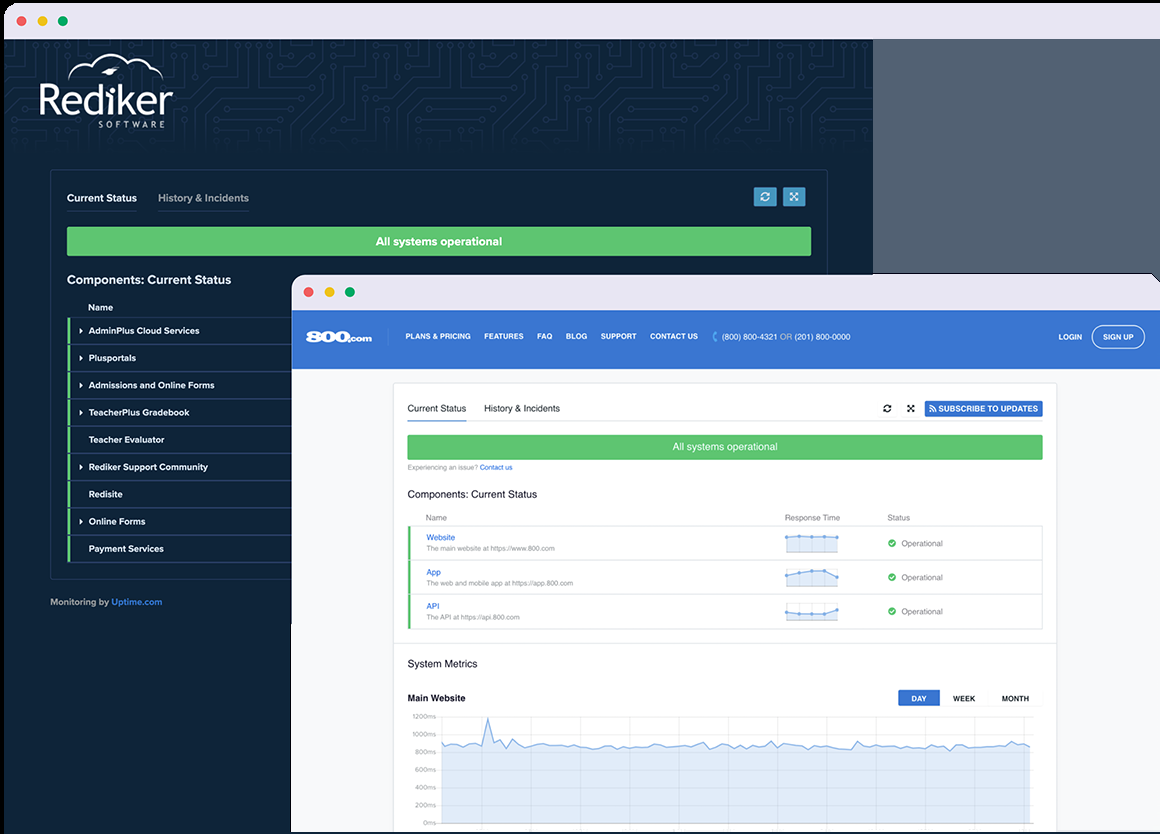 Rediker
SOFTWARE
Current Status History & Incidents
All systems operational
Components: Current Status
Name
AdminPlus Cloud Services
Plusportals
Admissions and Online Forms
TeacherPlus Gradebook
Teacher Evaluator
Rediker Support Community
Redisite
Online Forms
Payment Services
Monitoring by Uptime.com
800.com PLANS & PRICING FEATURES FAQ BLOG SUPPORT CONTACT US (800) 800-4321 OR (201) 800-0000 LOGIN SIGN UP
Current Status History & Incidents SUBSCRIBE TO UPDATES
All systems operational
Experiencing an issue? Contact us
Components: Current Status
Name Response Time Status
Website
The main website at https://www.800.com
Operational
App
The web and mobile app at https://app.800.com
Operational
API
The API at https://api.800.com
Operational
System Metrics
Main Website DAY WEEK MONTH
1200ms
1000ms
800ms
600ms
400ms
200ms
0ms